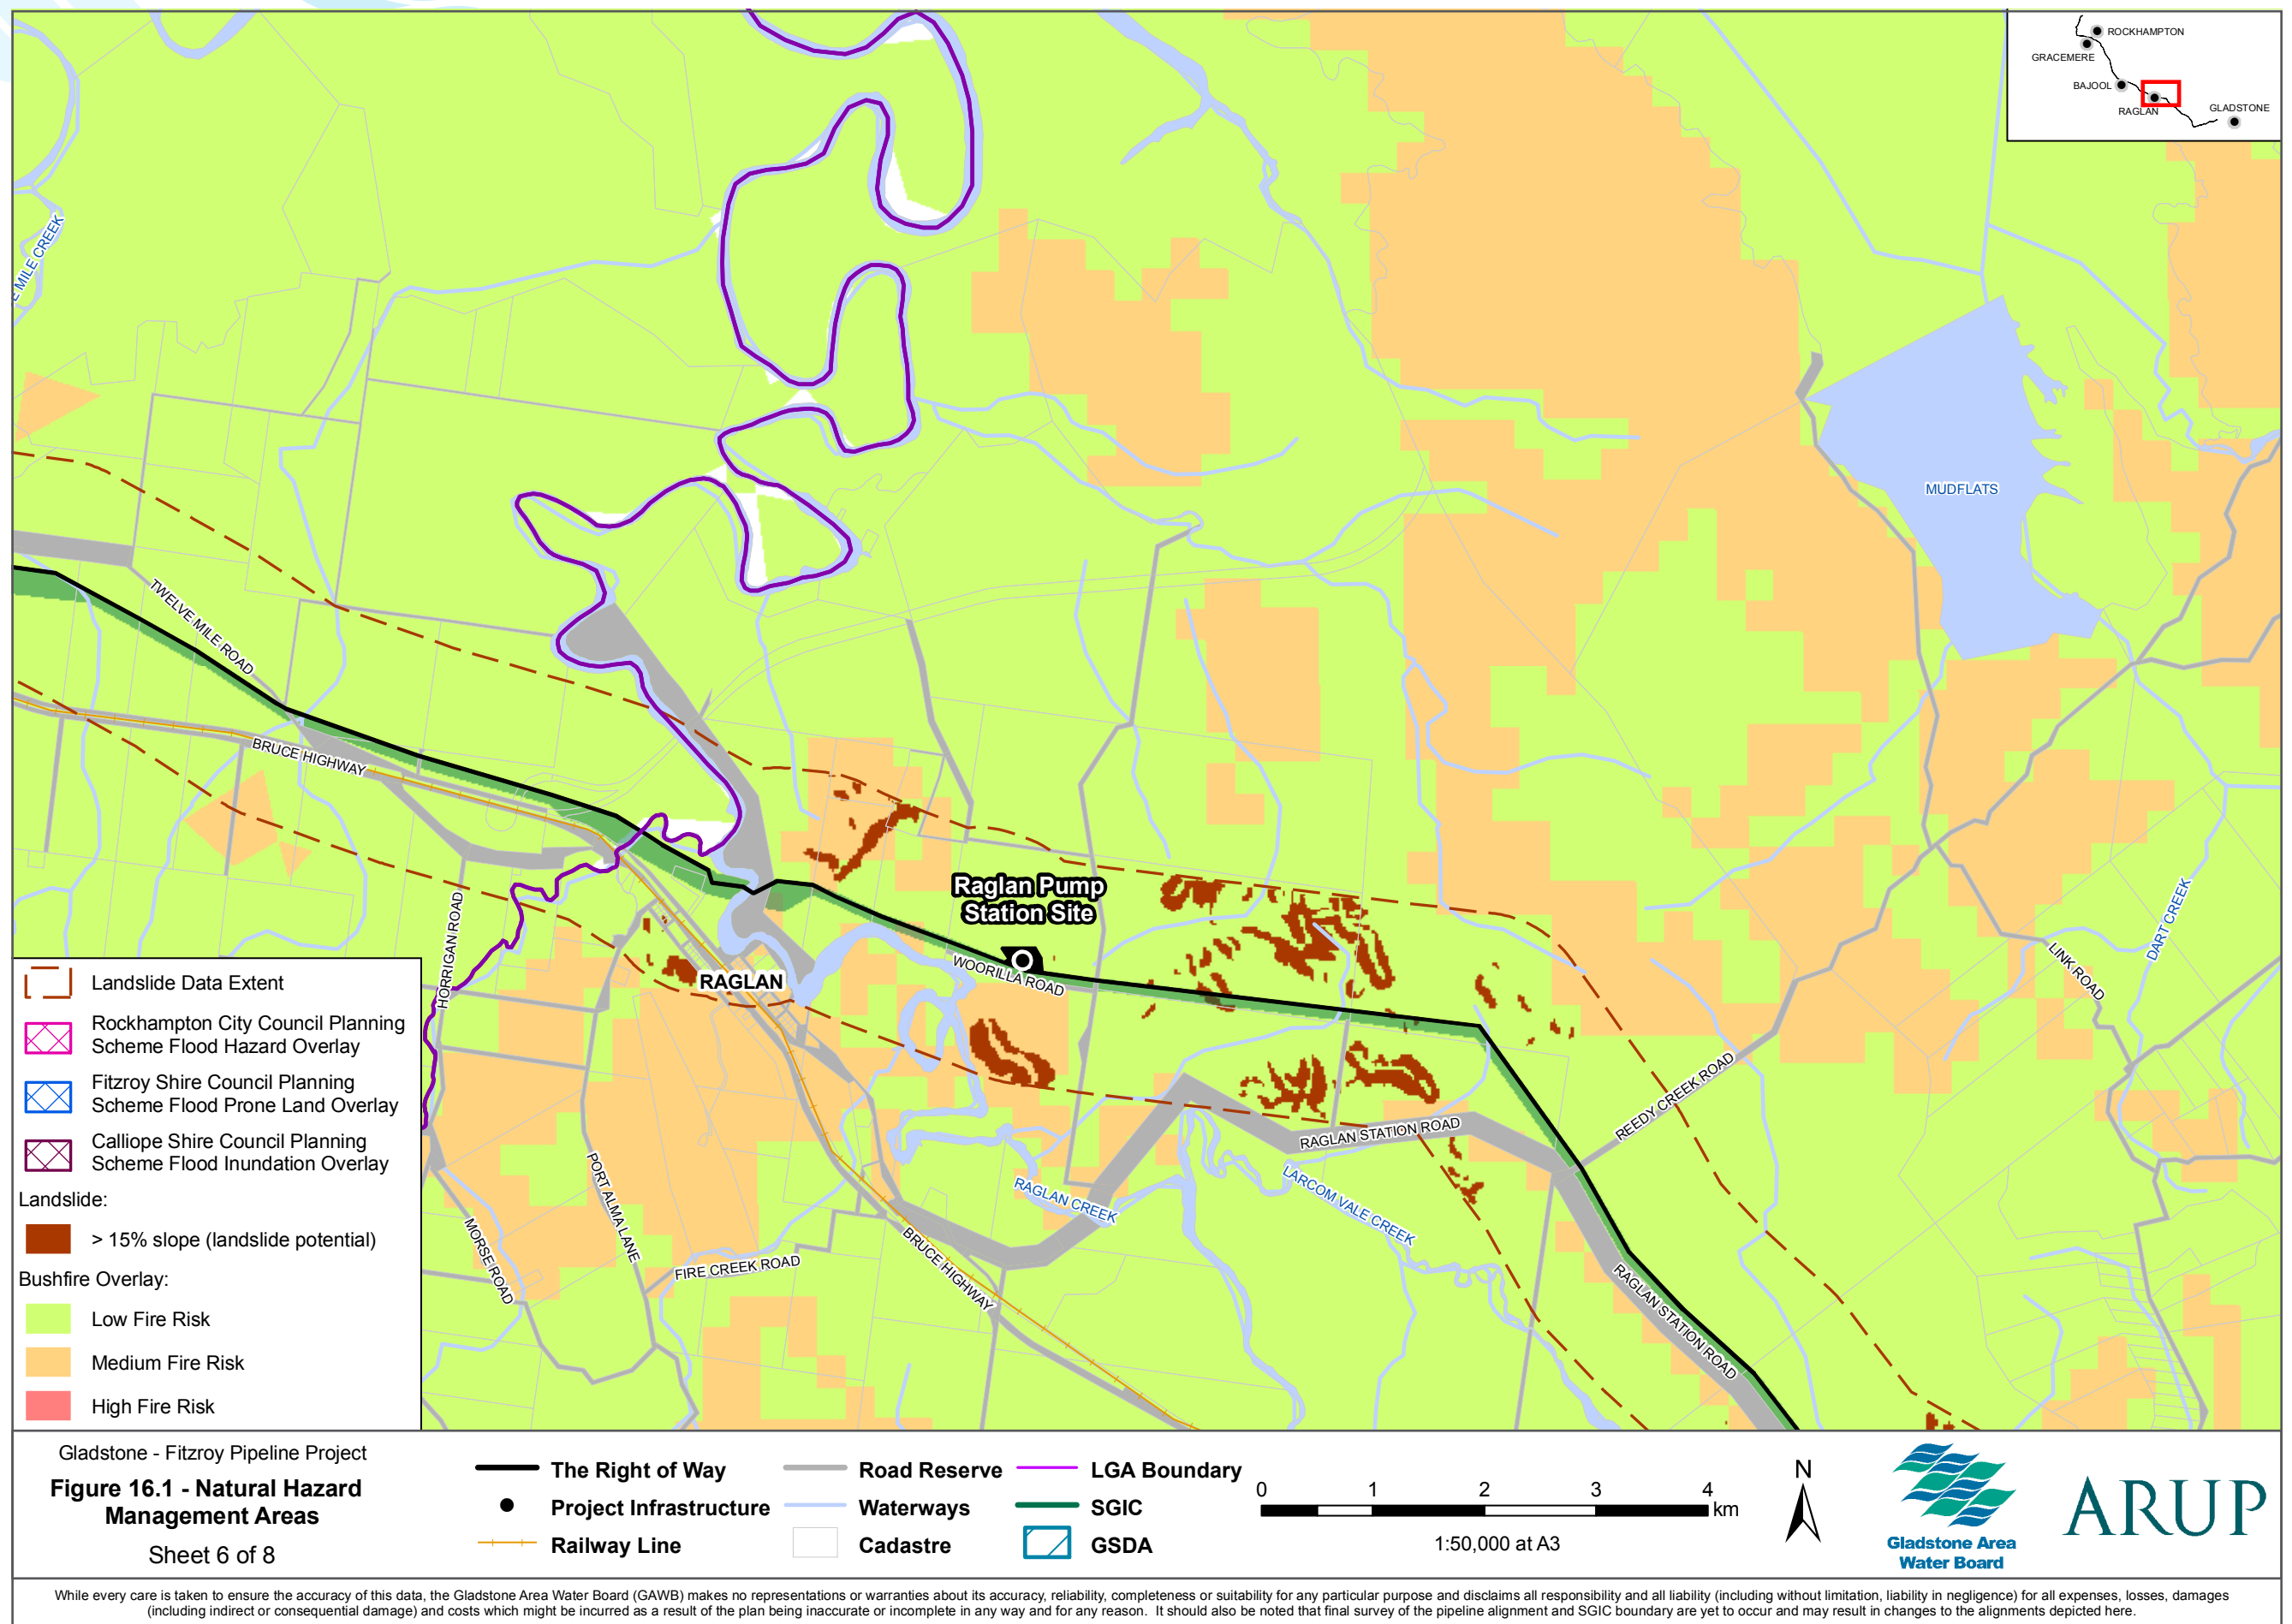 ROCKHAMPTON
GRACEMERE
BAJOOL
RAGLAN
GLADSTONE
MILE CREEK
MUDFLATS
TWELVE MILE ROAD
BRUCE HIGHWAY
HORRIGAN ROAD
Raglan Pump
Station Site
WOORILLA ROAD
RAGLAN
DART CREEK
LINK ROAD
REEDY CREEK ROAD
RAGLAN STATION ROAD
PORT ALMA LANE
RAGLAN CREEK
LARCOM VALE CREEK
MORSE ROAD
FIRE CREEK ROAD
BRUCE HIGHWAY
RAGLAN STATION ROAD
Landslide Data Extent
Rockhampton City Council Planning
Scheme Flood Hazard Overlay
Fitzroy Shire Council Planning
Scheme Flood Prone Land Overlay
Calliope Shire Council Planning
Scheme Flood Inundation Overlay
Landslide:
> 15% slope (landslide potential)
Bushfire Overlay:
Low Fire Risk
Medium Fire Risk
High Fire Risk
Gladstone - Fitzroy Pipeline Project
Figure 16.1 - Natural Hazard
Management Areas
Sheet 6 of 8
The Right of Way
Project Infrastructure
Railway Line
Road Reserve
Waterways
Cadastre
LGA Boundary
SGIC
GSDA
0 1 2 3 4
km
1:50,000 at A3
N
Gladstone Area
Water Board
ARUP
While every care is taken to ensure the accuracy of this data, the Gladstone Area Water Board (GAWB) makes no representations or warranties about its accuracy, reliability, completeness or suitability for any particular purpose and disclaims all responsibility and all liability (including without limitation, liability in negligence) for all expenses, losses, damages
(including indirect or consequential damage) and costs which might be incurred as a result of the plan being inaccurate or incomplete in any way and for any reason. It should also be noted that final survey of the pipeline alignment and SGIC boundary are yet to occur and may result in changes to the alignments depicted here.